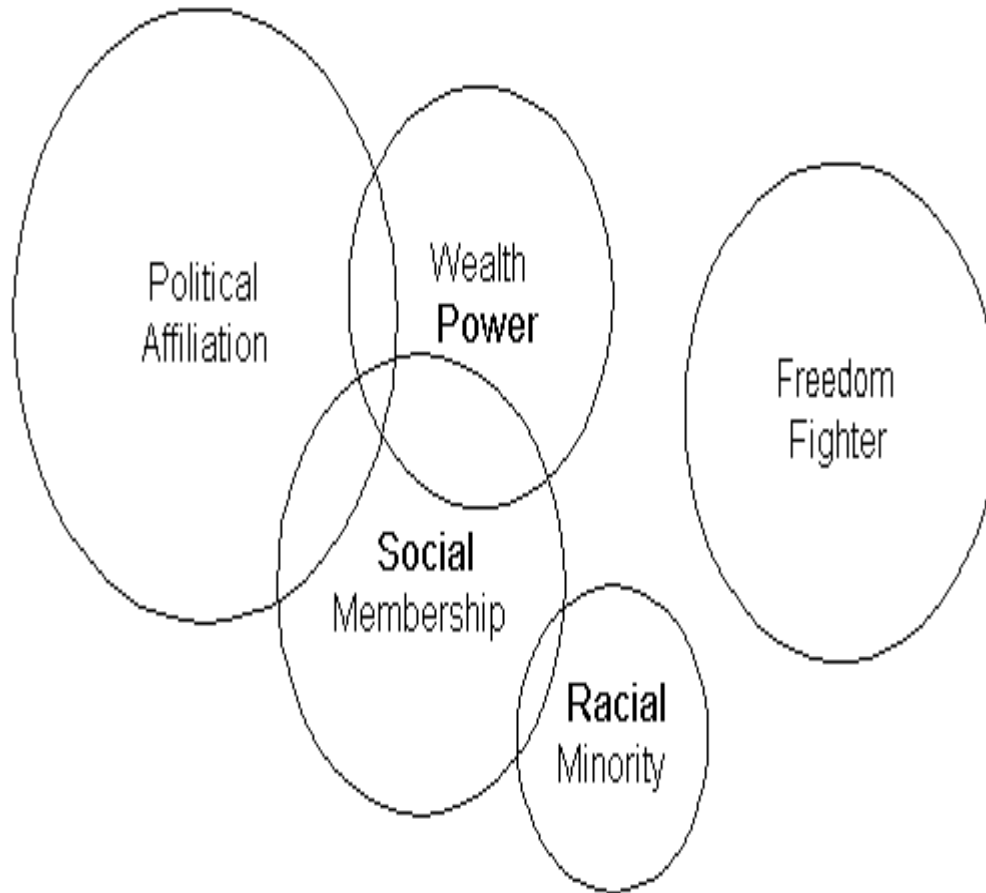 Political
Affiliation
Wealth
Power
Freedom
Fighter
Social
Membership
Racial
Minority